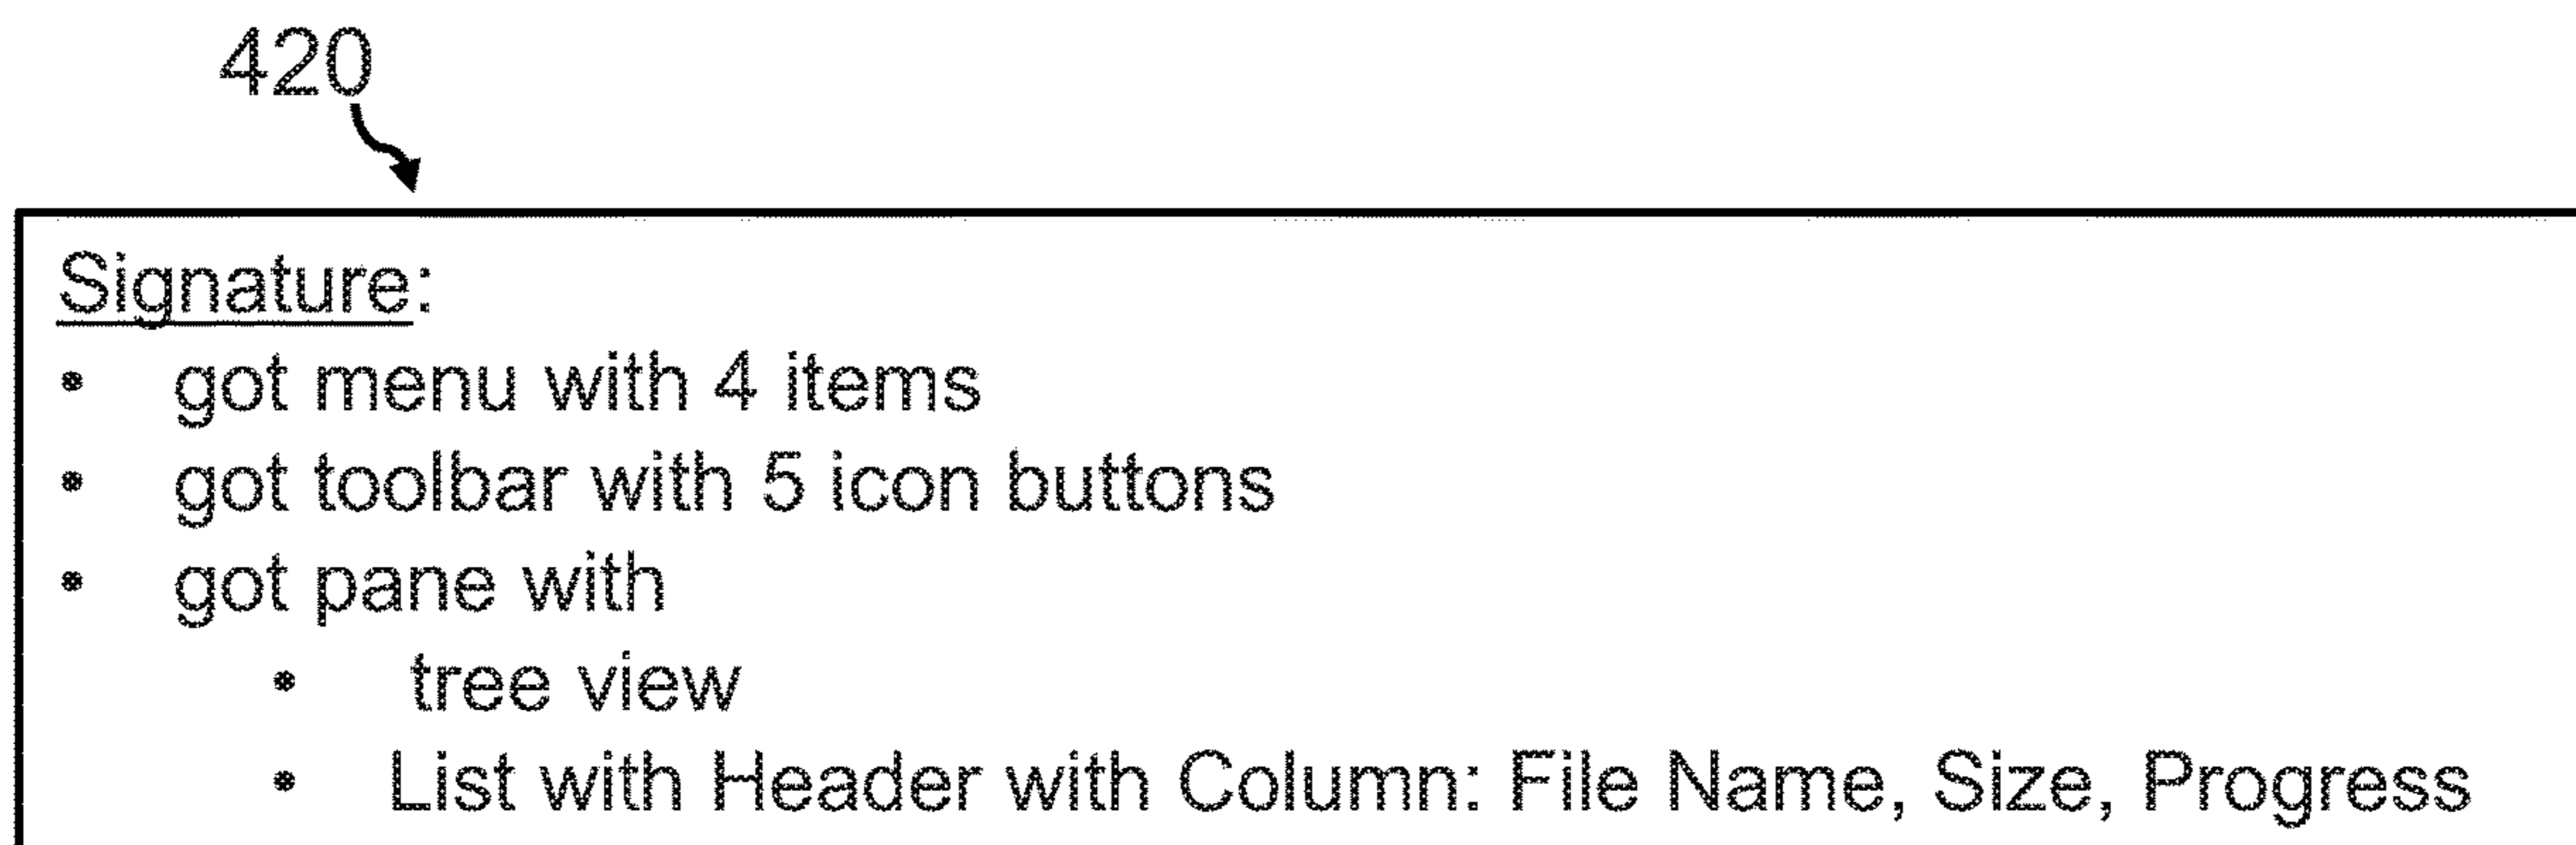 420
Signature:
• got menu with 4 items
• got toolbar with 5 icon buttons
• got pane with
• tree view
• List with Header with Column: File Name, Size, Progress